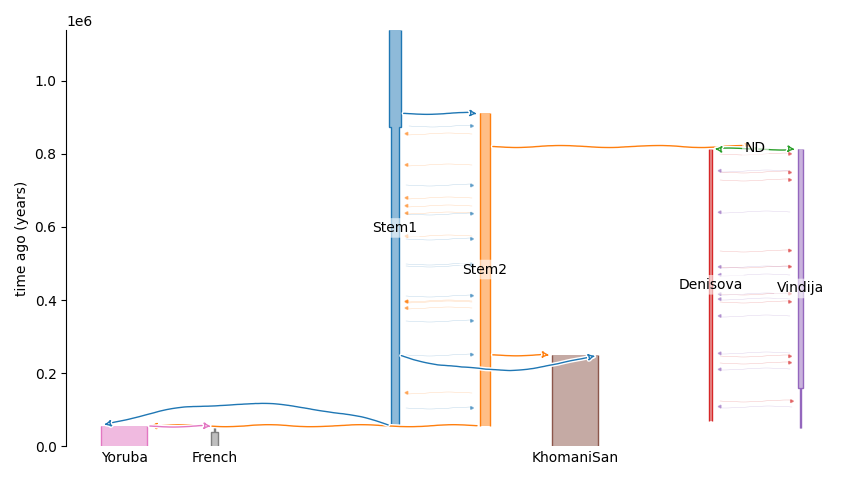 1e6
1.0
0.8
0.6
0.4
0.2
0.0
time ago (years)
ND
Stem1
Stem2
Denisova
Vindija
Yoruba
French
KhomaniSan